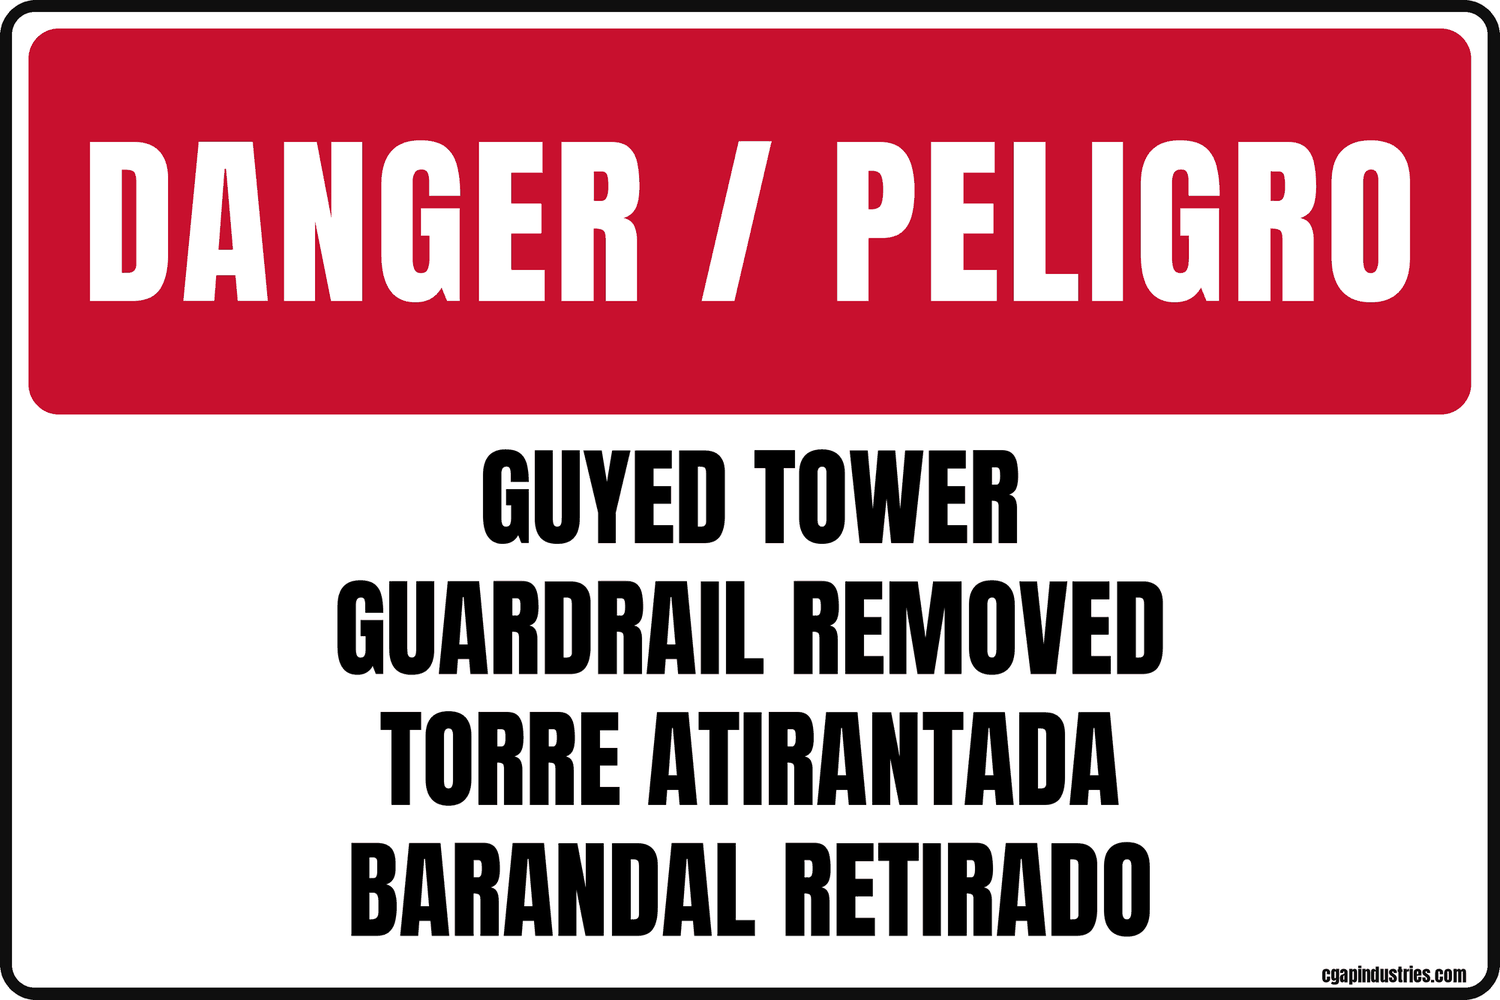 DANGER / PELIGRO
GUYED TOWER
GUARDRAIL REMOVED
TORRE ATIRANTADA
BARANDAL RETIRADO
cgapindustries.com